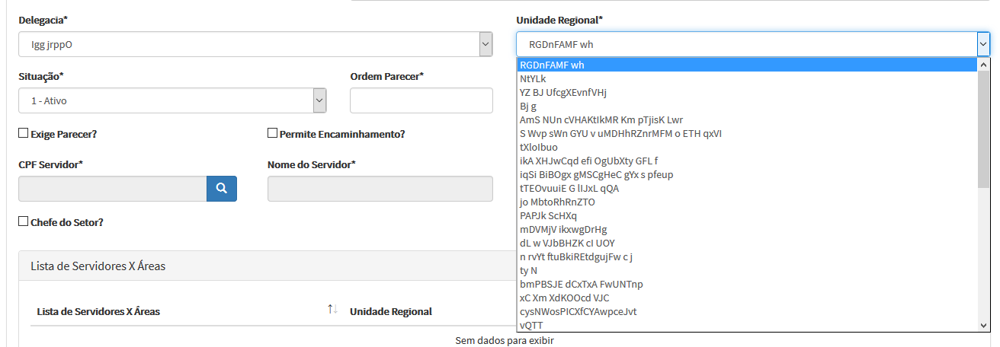 Delegacia*
Unidade Regional*
Igg jrppO
RGDnFAMF wh
RGDnFAMF wh
NtYLk
YZ BJ UfcgXEvnfVHj
Bj g
AmS NUn cVHAKtIkMR Km pTjisK Lwr
S Wvp sWn GYU v uMDHhRZnrMFM o ETH qxVI
tXloIbuo
ikA XHJwCqd efi OgUbXty GFL f
iqSi BiBOgx gMSCgHeC gYx s pfeup
tTEOvuuiE G lIJxL qQA
jo MbtoRhRnZTO
PAPJk ScHXq
mDVMjV ikxwgDrHg
dL w VJbBHZK cI UOY
n rvYt ftuBkiREtdgujFw c j
ty N
bmPBSJE dCxTxA FwUNTnp
xC Xm XdKOOcd VJC
cysNWosPICXfCYAwpceJvt
vQTT
Situação*
Ordem Parecer*
1 - Ativo
Exige Parecer?
Permite Encaminhamento?
CPF Servidor*
Nome do Servidor*
Chefe do Setor?
Lista de Servidores X Áreas
Lista de Servidores X Áreas
Unidade Regional
Sem dados para exibir